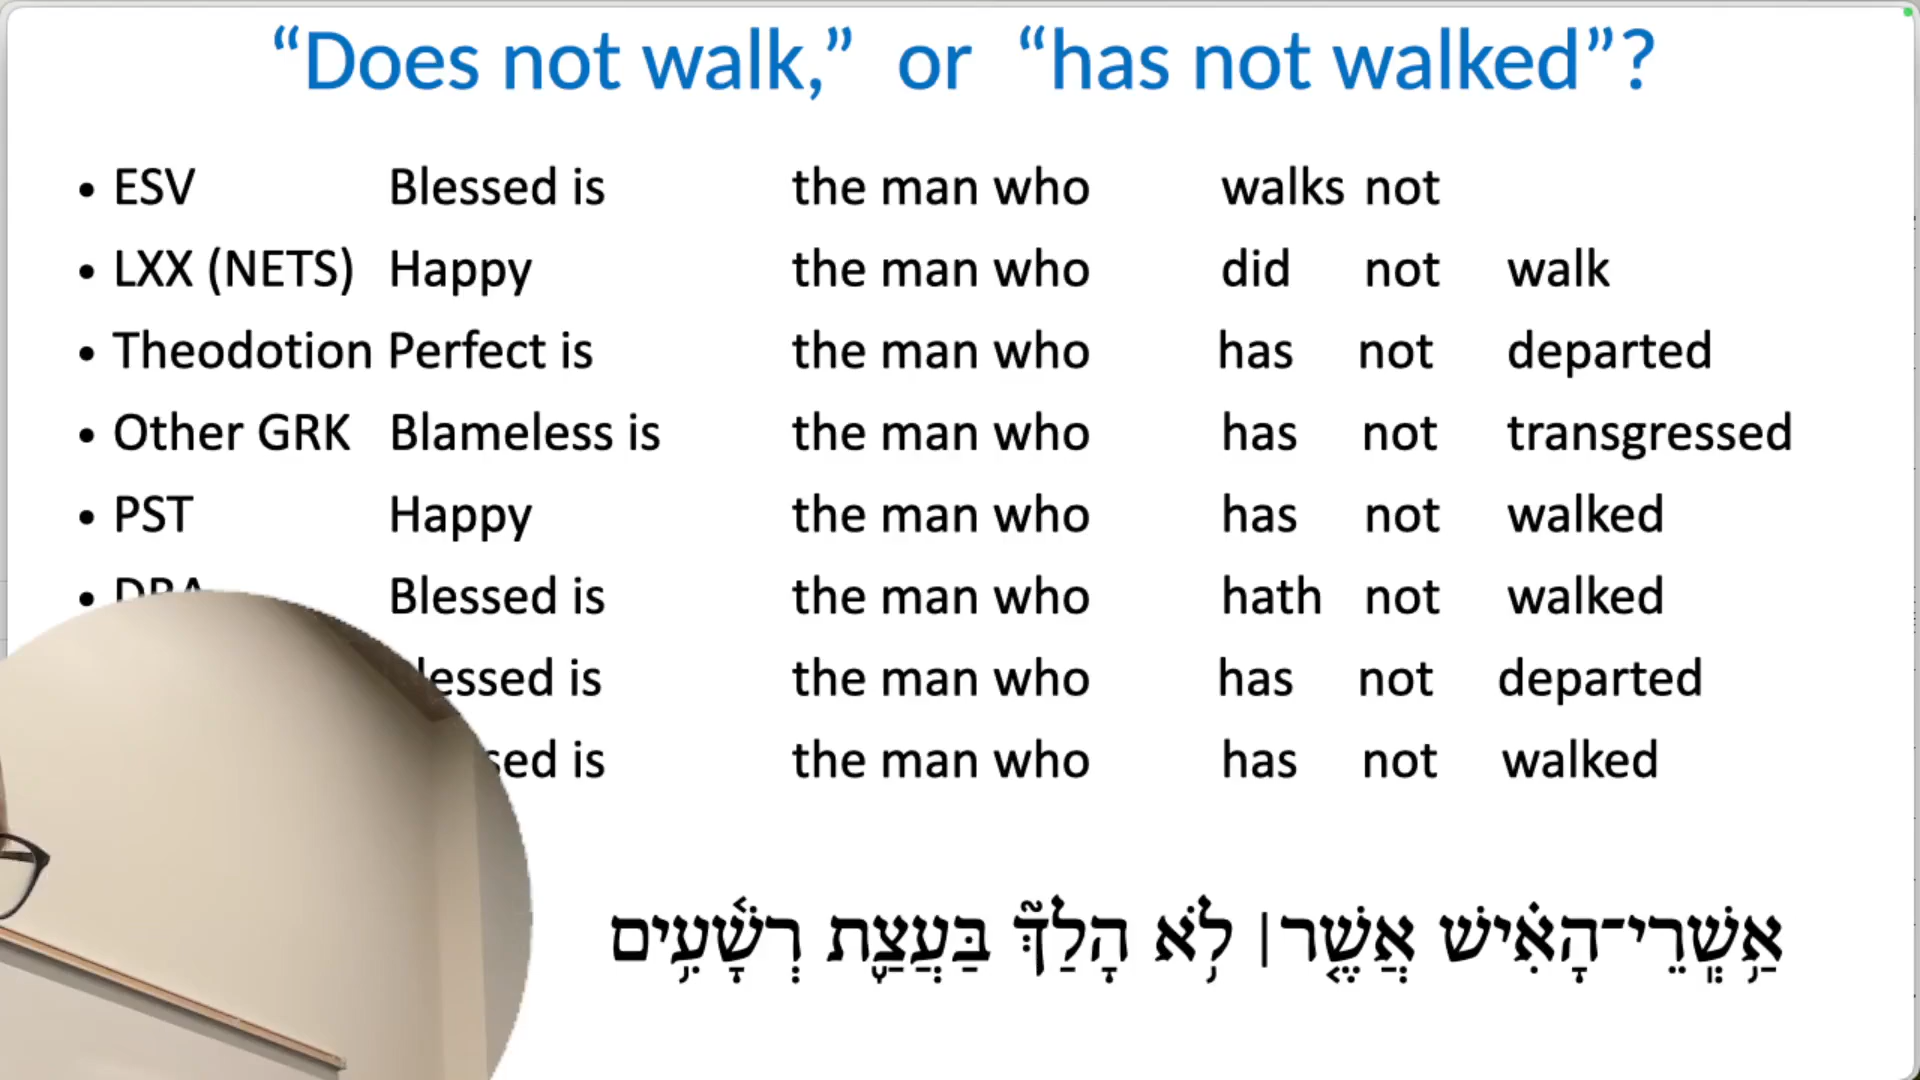 “Does not walk,” or “has not walked”?
• ESV Blessed is the man who walks not
• LXX (NETS) Happy the man who did not walk
• Theodotion Perfect is the man who has not departed
• Other GRK Blameless is the man who has not transgressed
• PST Happy the man who has not walked
• DRA Blessed is the man who hath not walked
is the man who has not departed
is the man who has not walked
אַ֥שְֽׁרֵי־הָאִ֗ישׁ אֲשֶׁ֤ר׀ לֹ֥א הָלַךְ֮ בַּעֲצַ֪ת רְשָׁ֫עִ֥ים